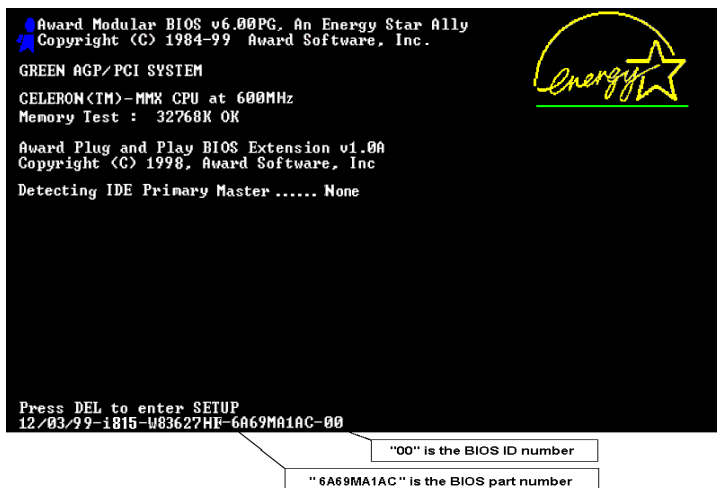 Award Modular BIOS v6.00PG, An Energy Star Ally
Copyright (C) 1984-99 Award Software, Inc.
GREEN AGP/PCI SYSTEM
energy
CELERON(TM)-MMX CPU at 600MHz
Memory Test : 32768K OK
Award Plug and Play BIOS Extension v1.0A
Copyright (C) 1998, Award Software, Inc
Detecting IDE Primary Master ...... None
Press DEL to enter SETUP
12/03/99-i815-W83627HF-6A69MA1AC-00
"00" is the BIOS ID number
" 6A69MA1AC " is the BIOS part number